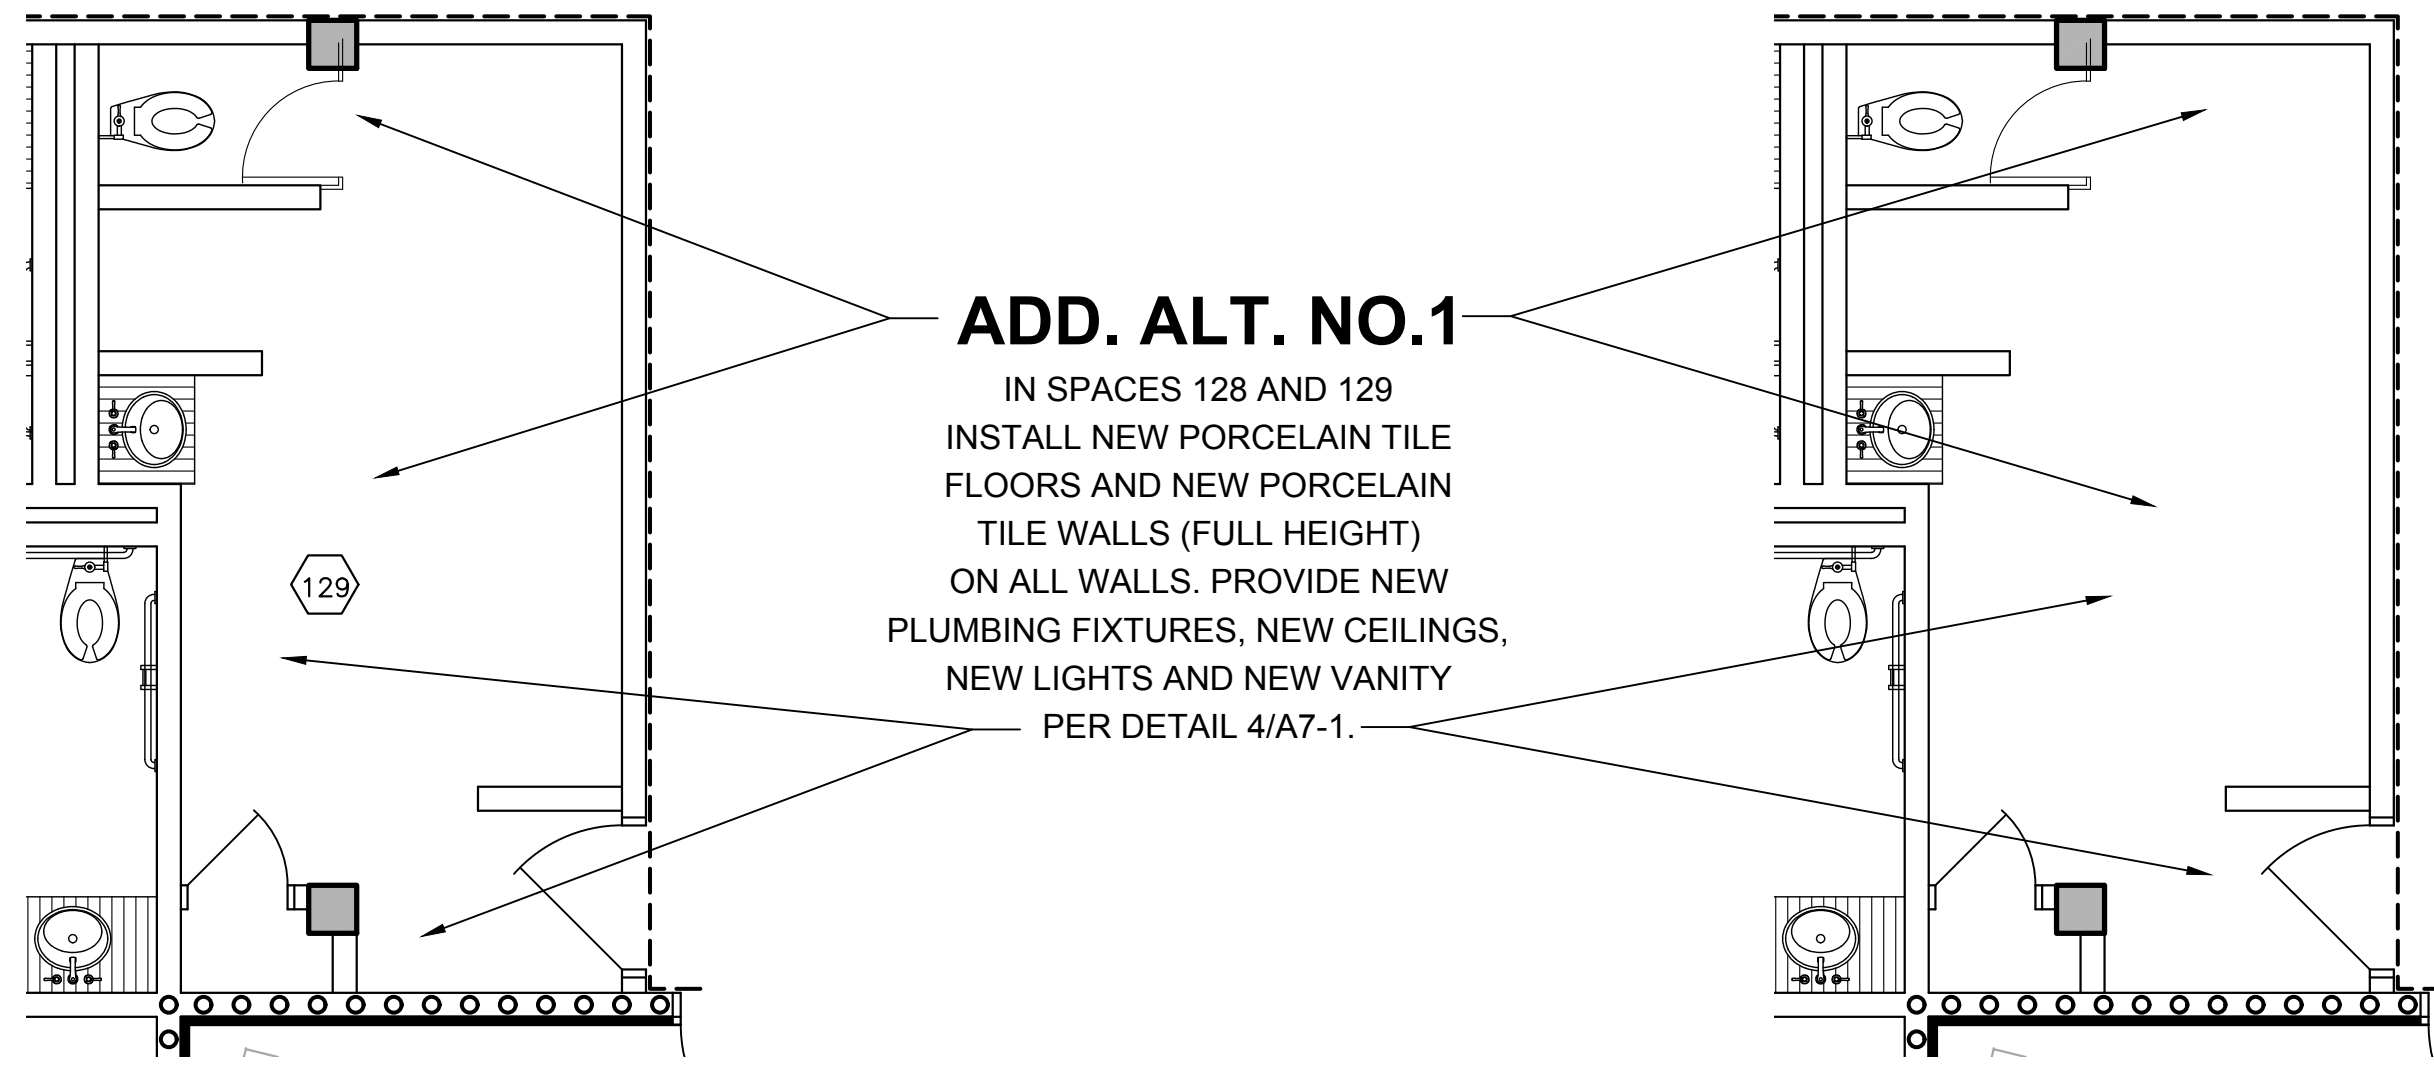 ADD. ALT. NO.1
IN SPACES 128 AND 129
INSTALL NEW PORCELAIN TILE
FLOORS AND NEW PORCELAIN
TILE WALLS (FULL HEIGHT)
ON ALL WALLS. PROVIDE NEW
PLUMBING FIXTURES, NEW CEILINGS,
NEW LIGHTS AND NEW VANITY
PER DETAIL 4/A7-1.
129